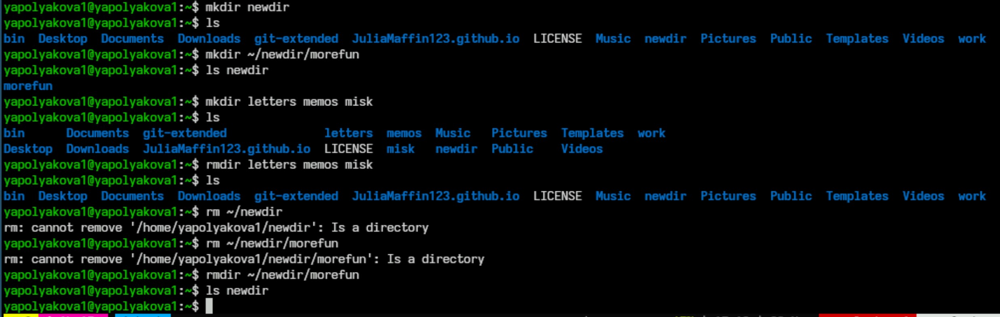 yapolyakova1@yapolyakova1:~$ mkdir newdir
yapolyakova1@yapolyakova1:~$ ls
bin  Desktop  Documents  Downloads  git-extended  JuliaMaffin123.github.io  LICENSE  Music  newdir  Pictures  Public  Templates  Videos  work
yapolyakova1@yapolyakova1:~$ mkdir ~/newdir/morefun
yapolyakova1@yapolyakova1:~$ ls newdir
morefun
yapolyakova1@yapolyakova1:~$ mkdir letters memos misk
yapolyakova1@yapolyakova1:~$ ls
bin      Documents  git-extended              letters  memos  Music   Pictures  Templates  work
Desktop  Downloads  JuliaMaffin123.github.io  LICENSE  misk   newdir  Public    Videos
yapolyakova1@yapolyakova1:~$ rmdir letters memos misk
yapolyakova1@yapolyakova1:~$ ls
bin  Desktop  Documents  Downloads  git-extended  JuliaMaffin123.github.io  LICENSE  Music  newdir  Pictures  Public  Templates  Videos  work
yapolyakova1@yapolyakova1:~$ rm ~/newdir
rm: cannot remove '/home/yapolyakova1/newdir': Is a directory
yapolyakova1@yapolyakova1:~$ rm ~/newdir/morefun
rm: cannot remove '/home/yapolyakova1/newdir/morefun': Is a directory
yapolyakova1@yapolyakova1:~$ rmdir ~/newdir/morefun
yapolyakova1@yapolyakova1:~$ ls newdir
yapolyakova1@yapolyakova1:~$